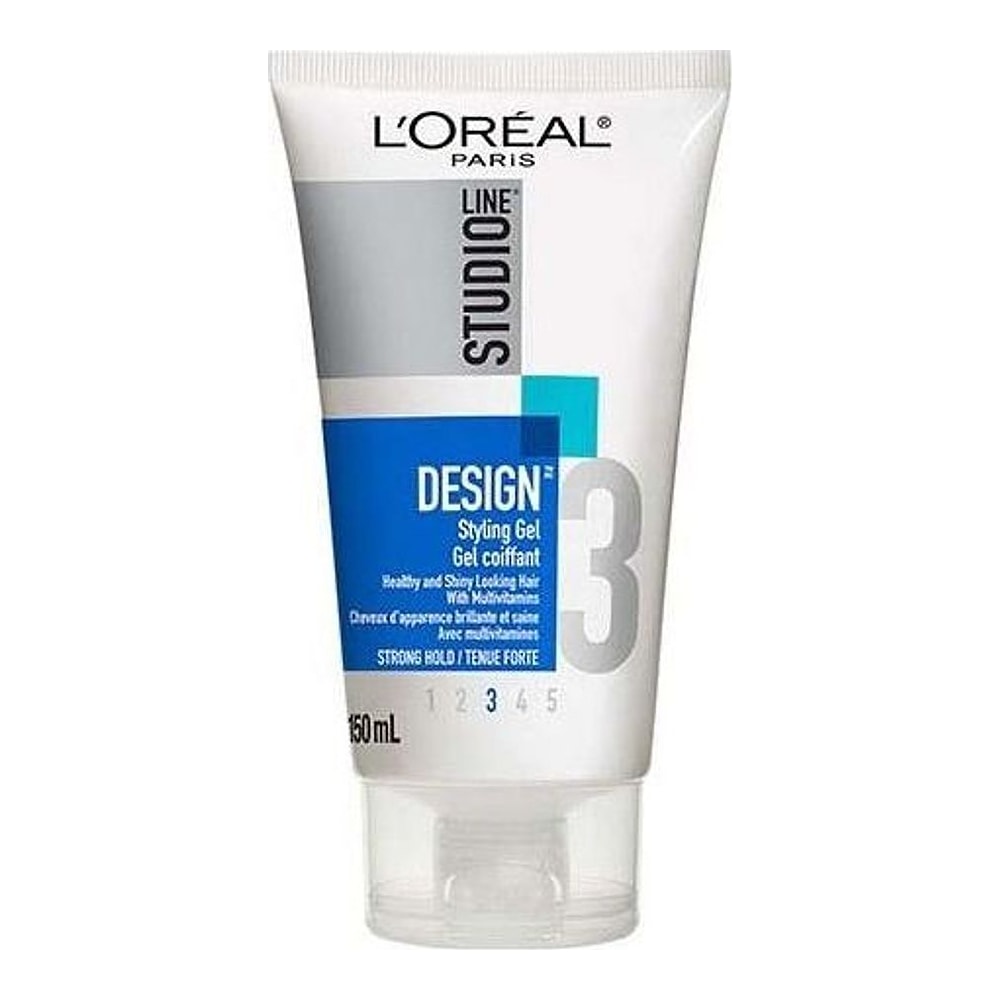 L'ORÉAL®
PARiS
STUDIO
LINE®
DESIGN™
Styling Gel
Gel coiffant
Healthy and Shiny Looking Hair
With Multivitamins
Cheveux d'apparence brillante et saine
Avec multivitamines
STRONG HOLD / TENUE FORTE
3
1 2 3 4 5
150 mL